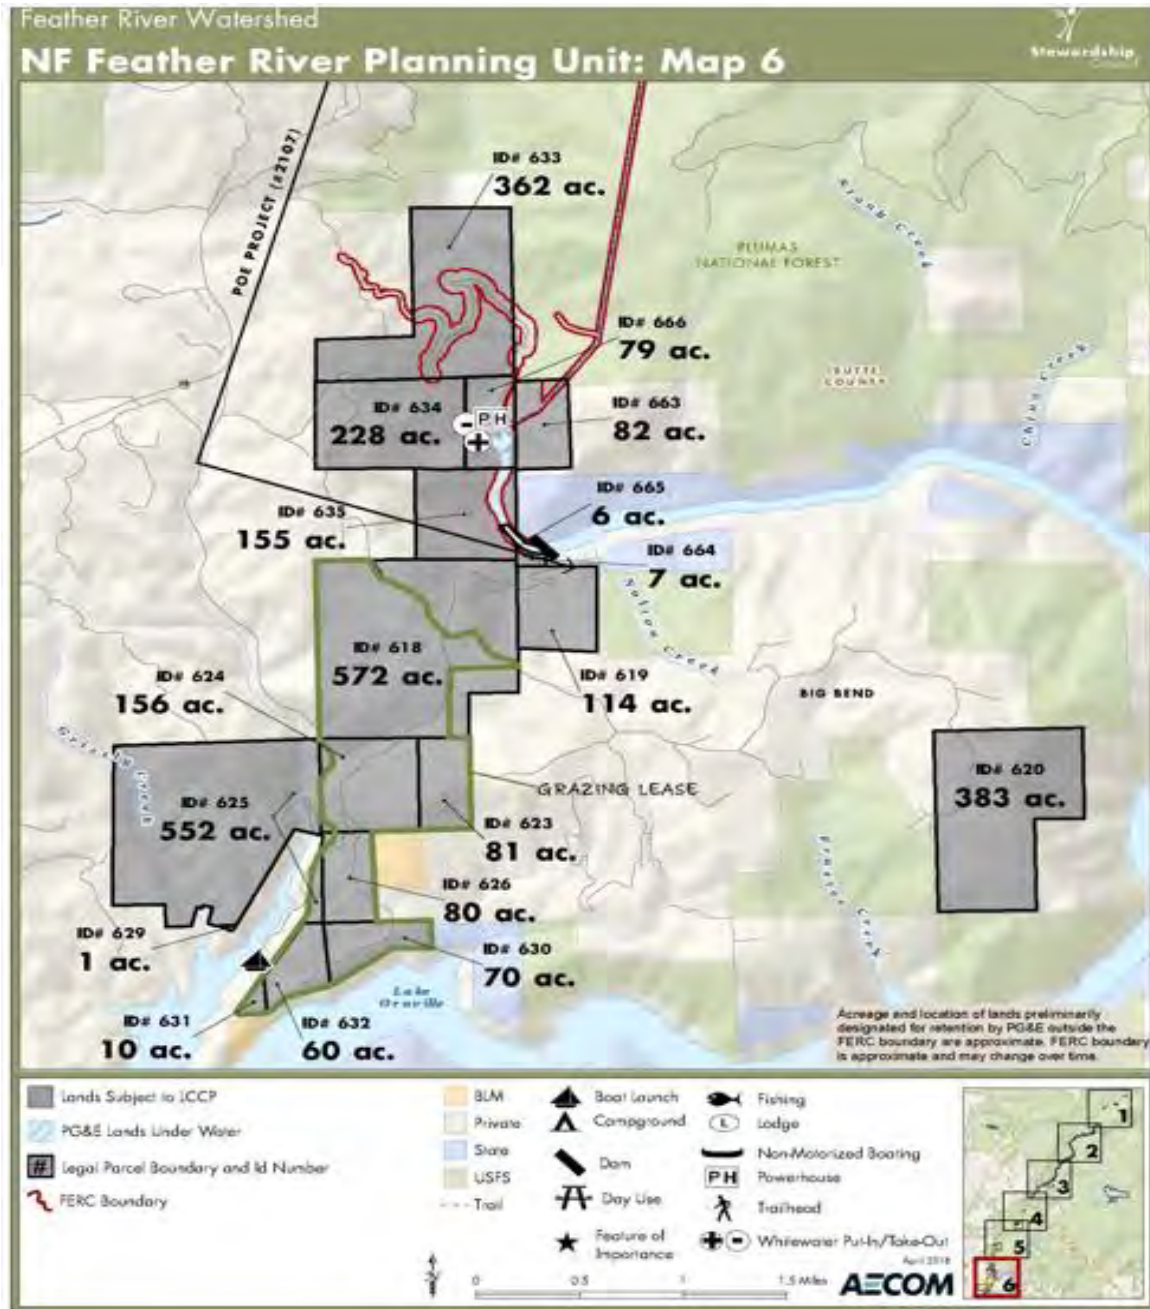 Feather River Watershed
NF Feather River Planning Unit: Map 6
Stewardship
Council
POE PROJECT (#2107)
ID# 633
362 ac.
PLUMAS
NATIONAL FOREST
ID# 666
79 ac.
BUTTE
COUNTY
ID# 634
228 ac.
PH
ID# 663
82 ac.
ID# 665
6 ac.
ID# 635
155 ac.
ID# 664
7 ac.
ID# 618
572 ac.
ID# 619
114 ac.
BIG BEND
ID# 624
156 ac.
Grizzly Creek
GRAZING LEASE
ID# 620
383 ac.
ID# 625
552 ac.
ID# 623
81 ac.
ID# 626
80 ac.
ID# 629
1 ac.
ID# 630
70 ac.
Lake
Oroville
ID# 631
10 ac.
ID# 632
60 ac.
Acreage and location of lands preliminarily
designated for retention by PG&E outside the
FERC boundary are approximate. FERC boundary
is approximate and may change over time.
Lands Subject to LCCP
PG&E Lands Under Water
# Legal Parcel Boundary and Id Number
FERC Boundary
BLM
Private
State
USFS
Trail
Boat Launch
Campground
Dam
Day Use
Feature of
Importance
Fishing
L Lodge
Non-Motorized Boating
PH Powerhouse
Trailhead
Whitewater Put-In/Take-Out
April 2018
0 0.5 1 1.5 Miles
AECOM
1
2
3
4
5
6